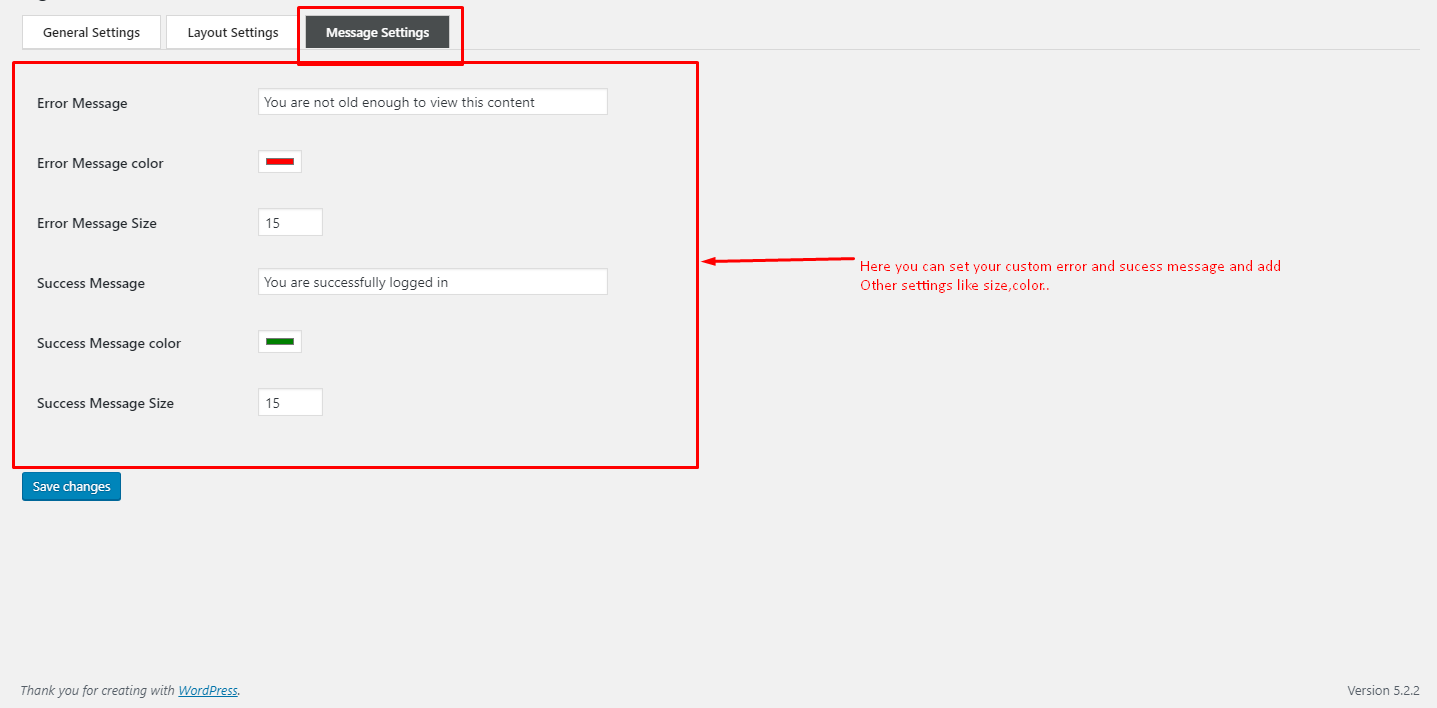 General Settings
Layout Settings
Message Settings
Error Message
You are not old enough to view this content
Error Message color
Error Message Size
15
Here you can set your custom error and sucess message and add
Other settings like size,color..
Success Message
You are successfully logged in
Success Message color
Success Message Size
15
Save changes
Thank you for creating with WordPress.
Version 5.2.2